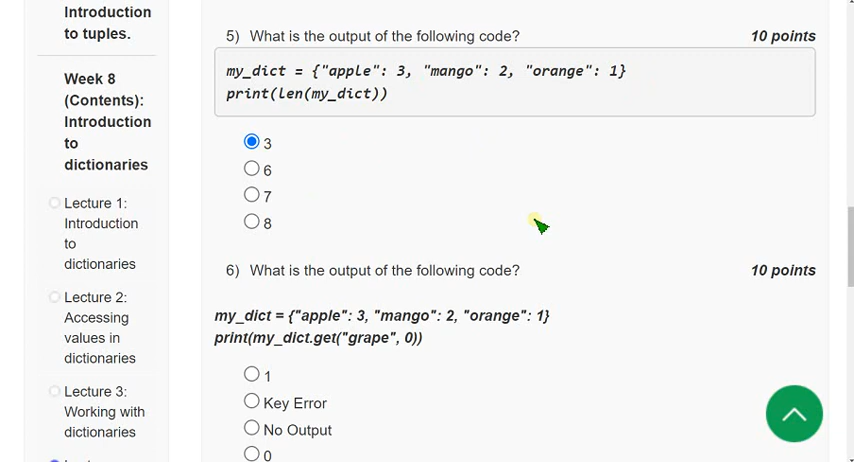 Introduction
to tuples.
Week 8
(Contents):
Introduction
to
dictionaries
Lecture 1:
Introduction
to
dictionaries
Lecture 2:
Accessing
values in
dictionaries
Lecture 3:
Working with
dictionaries
5) What is the output of the following code? 10 points
my_dict = {"apple": 3, "mango": 2, "orange": 1}
print(len(my_dict))
3
6
7
8
6) What is the output of the following code? 10 points
my_dict = {"apple": 3, "mango": 2, "orange": 1}
print(my_dict.get("grape", 0))
1
Key Error
No Output
0